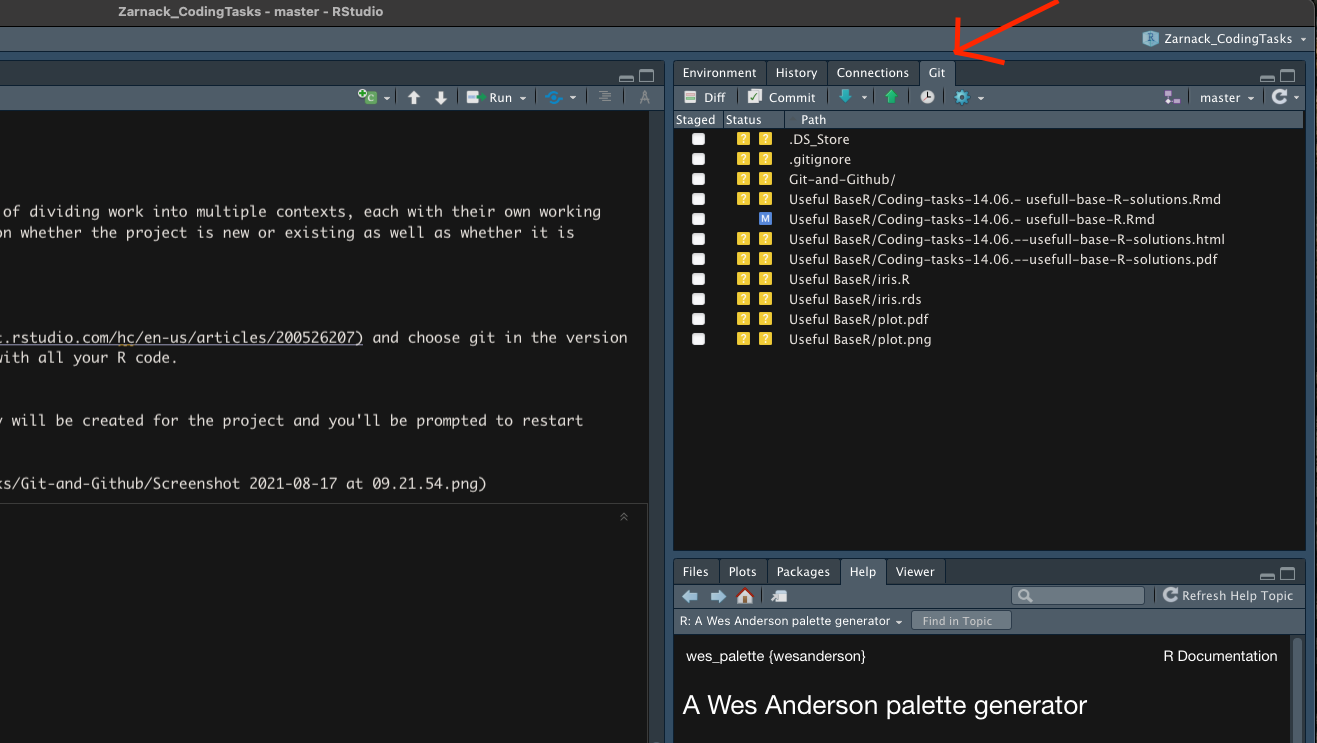 Zarnack_CodingTasks - master - RStudio
Zarnack_CodingTasks
Run
of dividing work into multiple contexts, each with their own working
on whether the project is new or existing as well as whether it is
.rstudio.com/hc/en-us/articles/200526207) and choose git in the version
with all your R code.
will be created for the project and you'll be prompted to restart
/Git-and-Github/Screenshot 2021-08-17 at 09.21.54.png)
Environment History Connections Git
Diff Commit master
Staged Status Path
? ? .DS_Store
? ? .gitignore
? ? Git-and-Github/
? ? Useful BaseR/Coding-tasks-14.06.- usefull-base-R-solutions.Rmd
M Useful BaseR/Coding-tasks-14.06.- usefull-base-R.Rmd
? ? Useful BaseR/Coding-tasks-14.06.--usefull-base-R-solutions.html
? ? Useful BaseR/Coding-tasks-14.06.--usefull-base-R-solutions.pdf
? ? Useful BaseR/iris.R
? ? Useful BaseR/iris.rds
? ? Useful BaseR/plot.pdf
? ? Useful BaseR/plot.png
Files Plots Packages Help Viewer
Refresh Help Topic
R: A Wes Anderson palette generator Find in Topic
wes_palette {wesanderson} R Documentation
A Wes Anderson palette generator